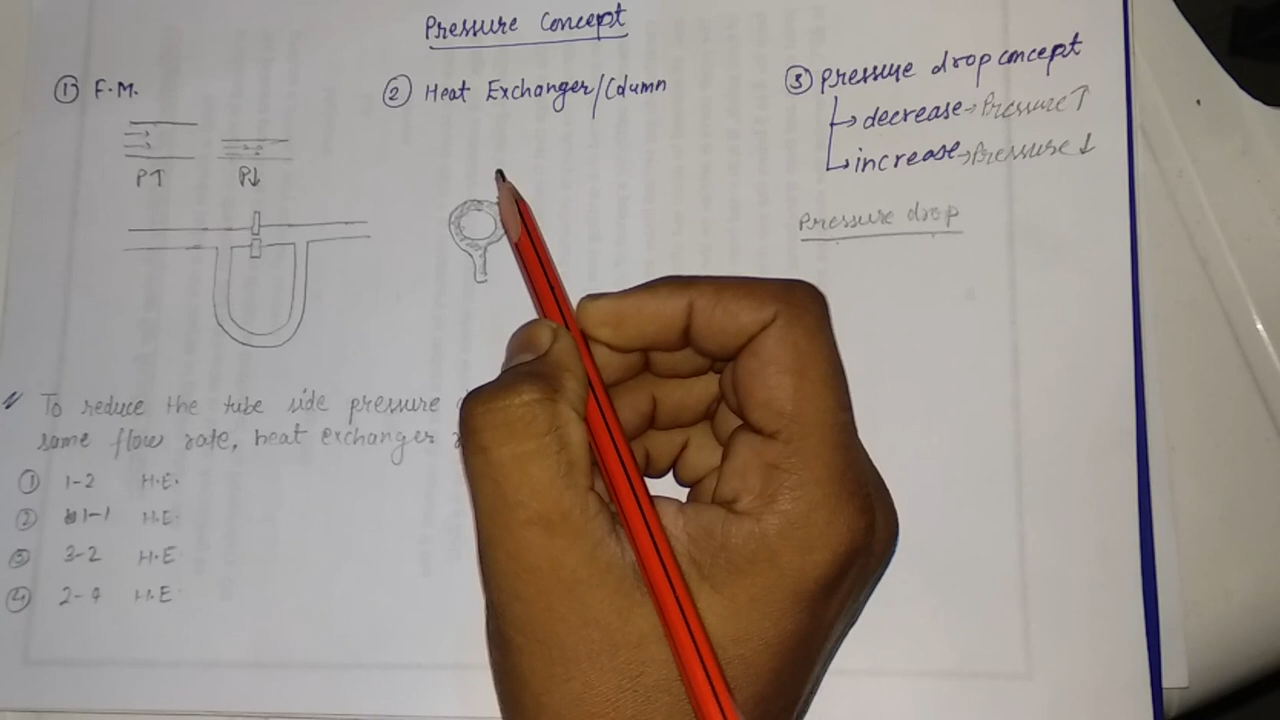 Pressure Concept
① F.M.
P↑ P↓
② Heat Exchanger/Column
③ Pressure drop concept
→ decrease → Pressure ↑
→ increase → Pressure ↓
Pressure drop
To reduce the tube side pressure
same flow rate, heat exchanger
① 1-2 H.E.
② 1-1 H.E.
③ 3-2 H.E
④ 2-4 H.E